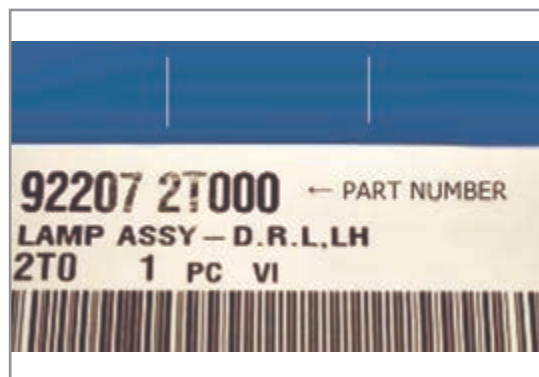 92207 2T000 ← PART NUMBER
LAMP ASSY – D.R.L,LH
2T0 1 PC VI